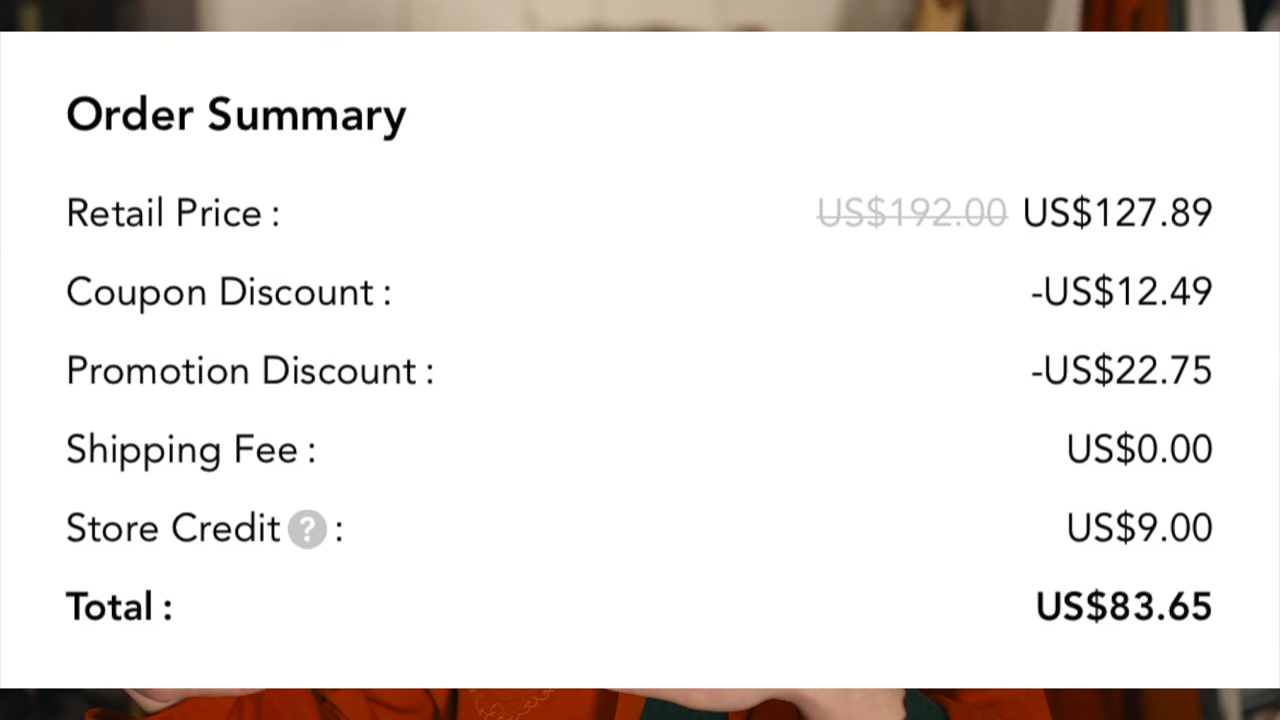 Order Summary
Retail Price : US$192.00 US$127.89
Coupon Discount : -US$12.49
Promotion Discount : -US$22.75
Shipping Fee : US$0.00
Store Credit ? : US$9.00
Total : US$83.65